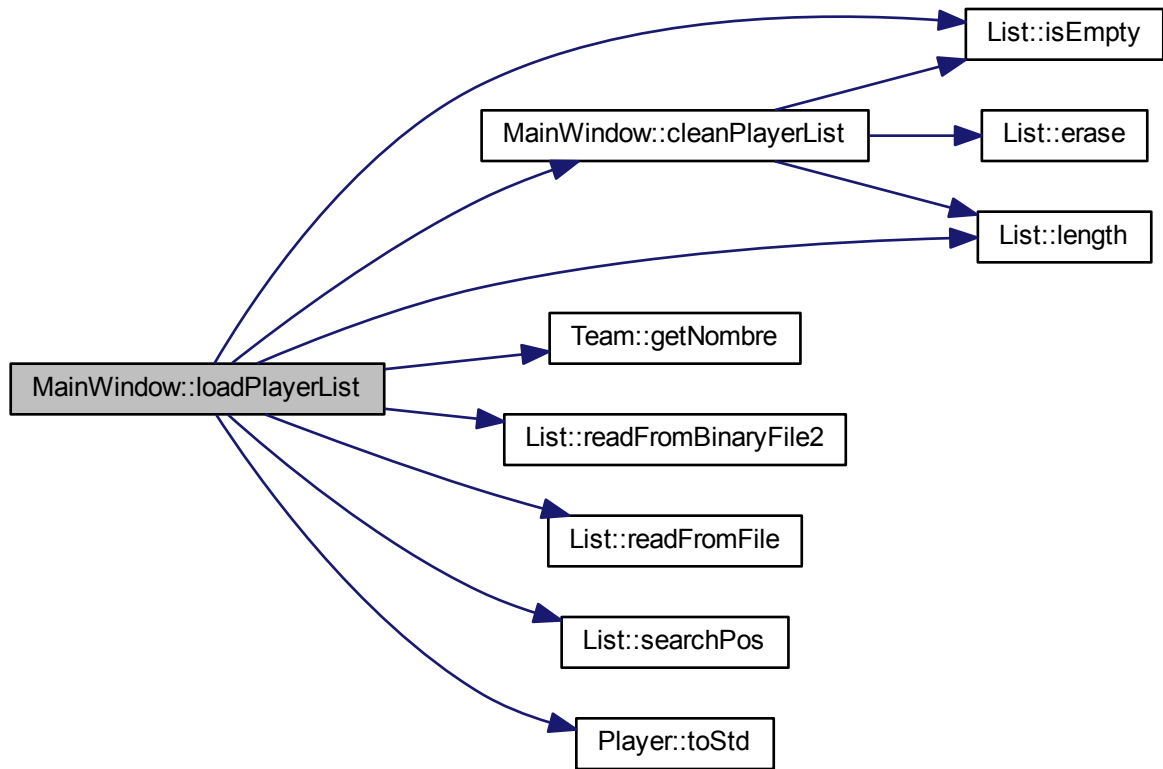 List::isEmpty
MainWindow::cleanPlayerList
List::erase
List::length
Team::getNombre
MainWindow::loadPlayerList
List::readFromBinaryFile2
List::readFromFile
List::searchPos
Player::toStd